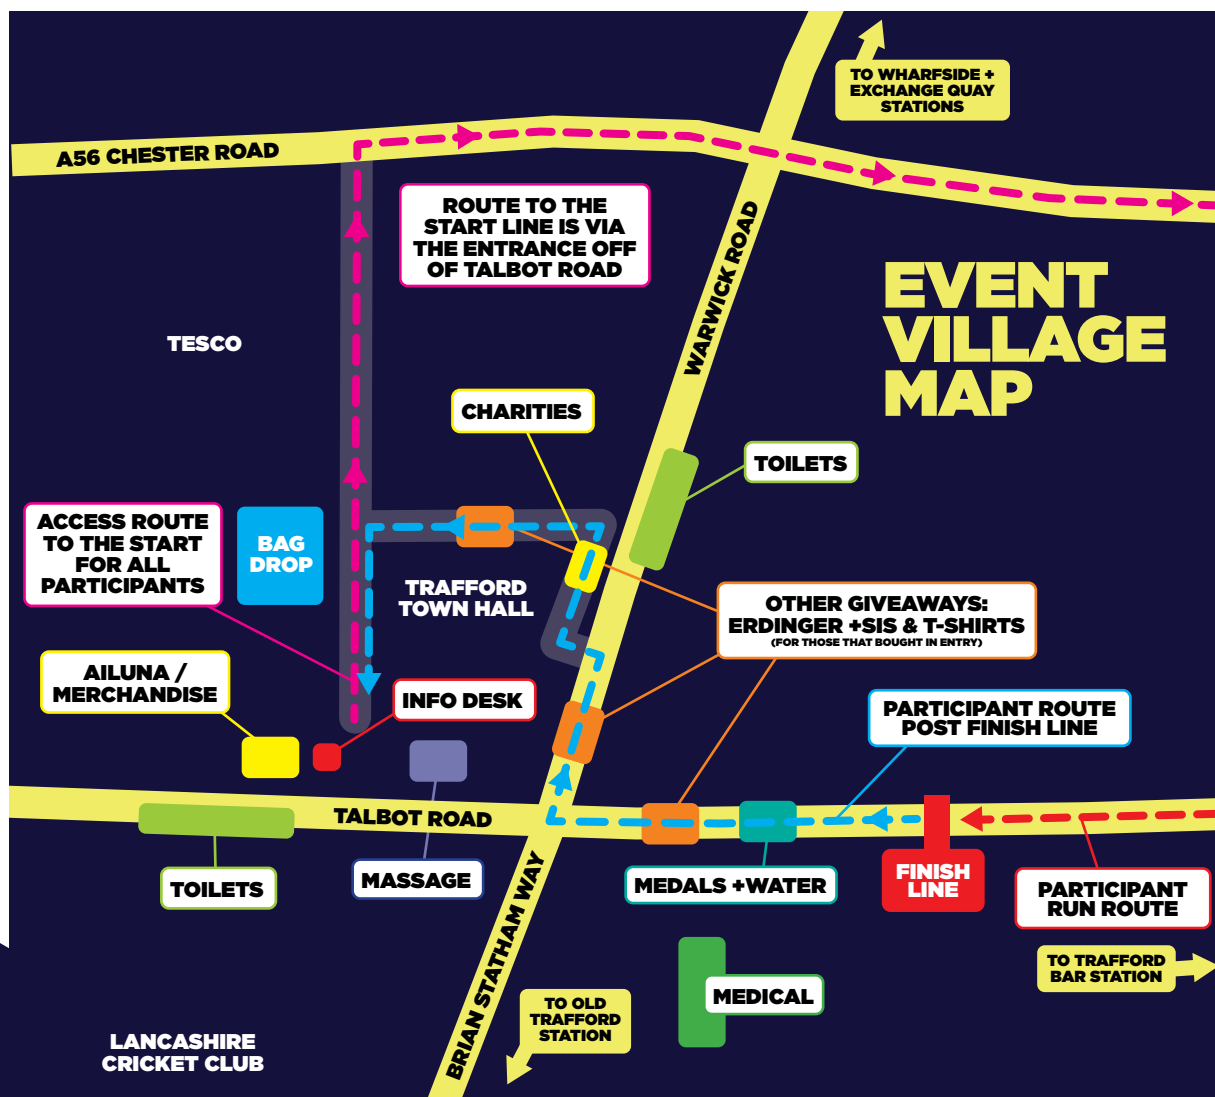 TO WHARFSIDE +
EXCHANGE QUAY
STATIONS
A56 CHESTER ROAD
ROUTE TO THE
START LINE IS VIA
THE ENTRANCE OFF
OF TALBOT ROAD
WARWICK ROAD
EVENT
VILLAGE
MAP
TESCO
CHARITIES
TOILETS
ACCESS ROUTE
TO THE START
FOR ALL
PARTICIPANTS
BAG
DROP
TRAFFORD
TOWN HALL
OTHER GIVEAWAYS:
ERDINGER +SIS & T-SHIRTS
(FOR THOSE THAT BOUGHT IN ENTRY)
AILUNA /
MERCHANDISE
INFO DESK
PARTICIPANT ROUTE
POST FINISH LINE
TALBOT ROAD
TOILETS
MASSAGE
MEDALS +WATER
FINISH
LINE
PARTICIPANT
RUN ROUTE
BRIAN STATHAM WAY
TO TRAFFORD
BAR STATION
MEDICAL
TO OLD
TRAFFORD
STATION
LANCASHIRE
CRICKET CLUB